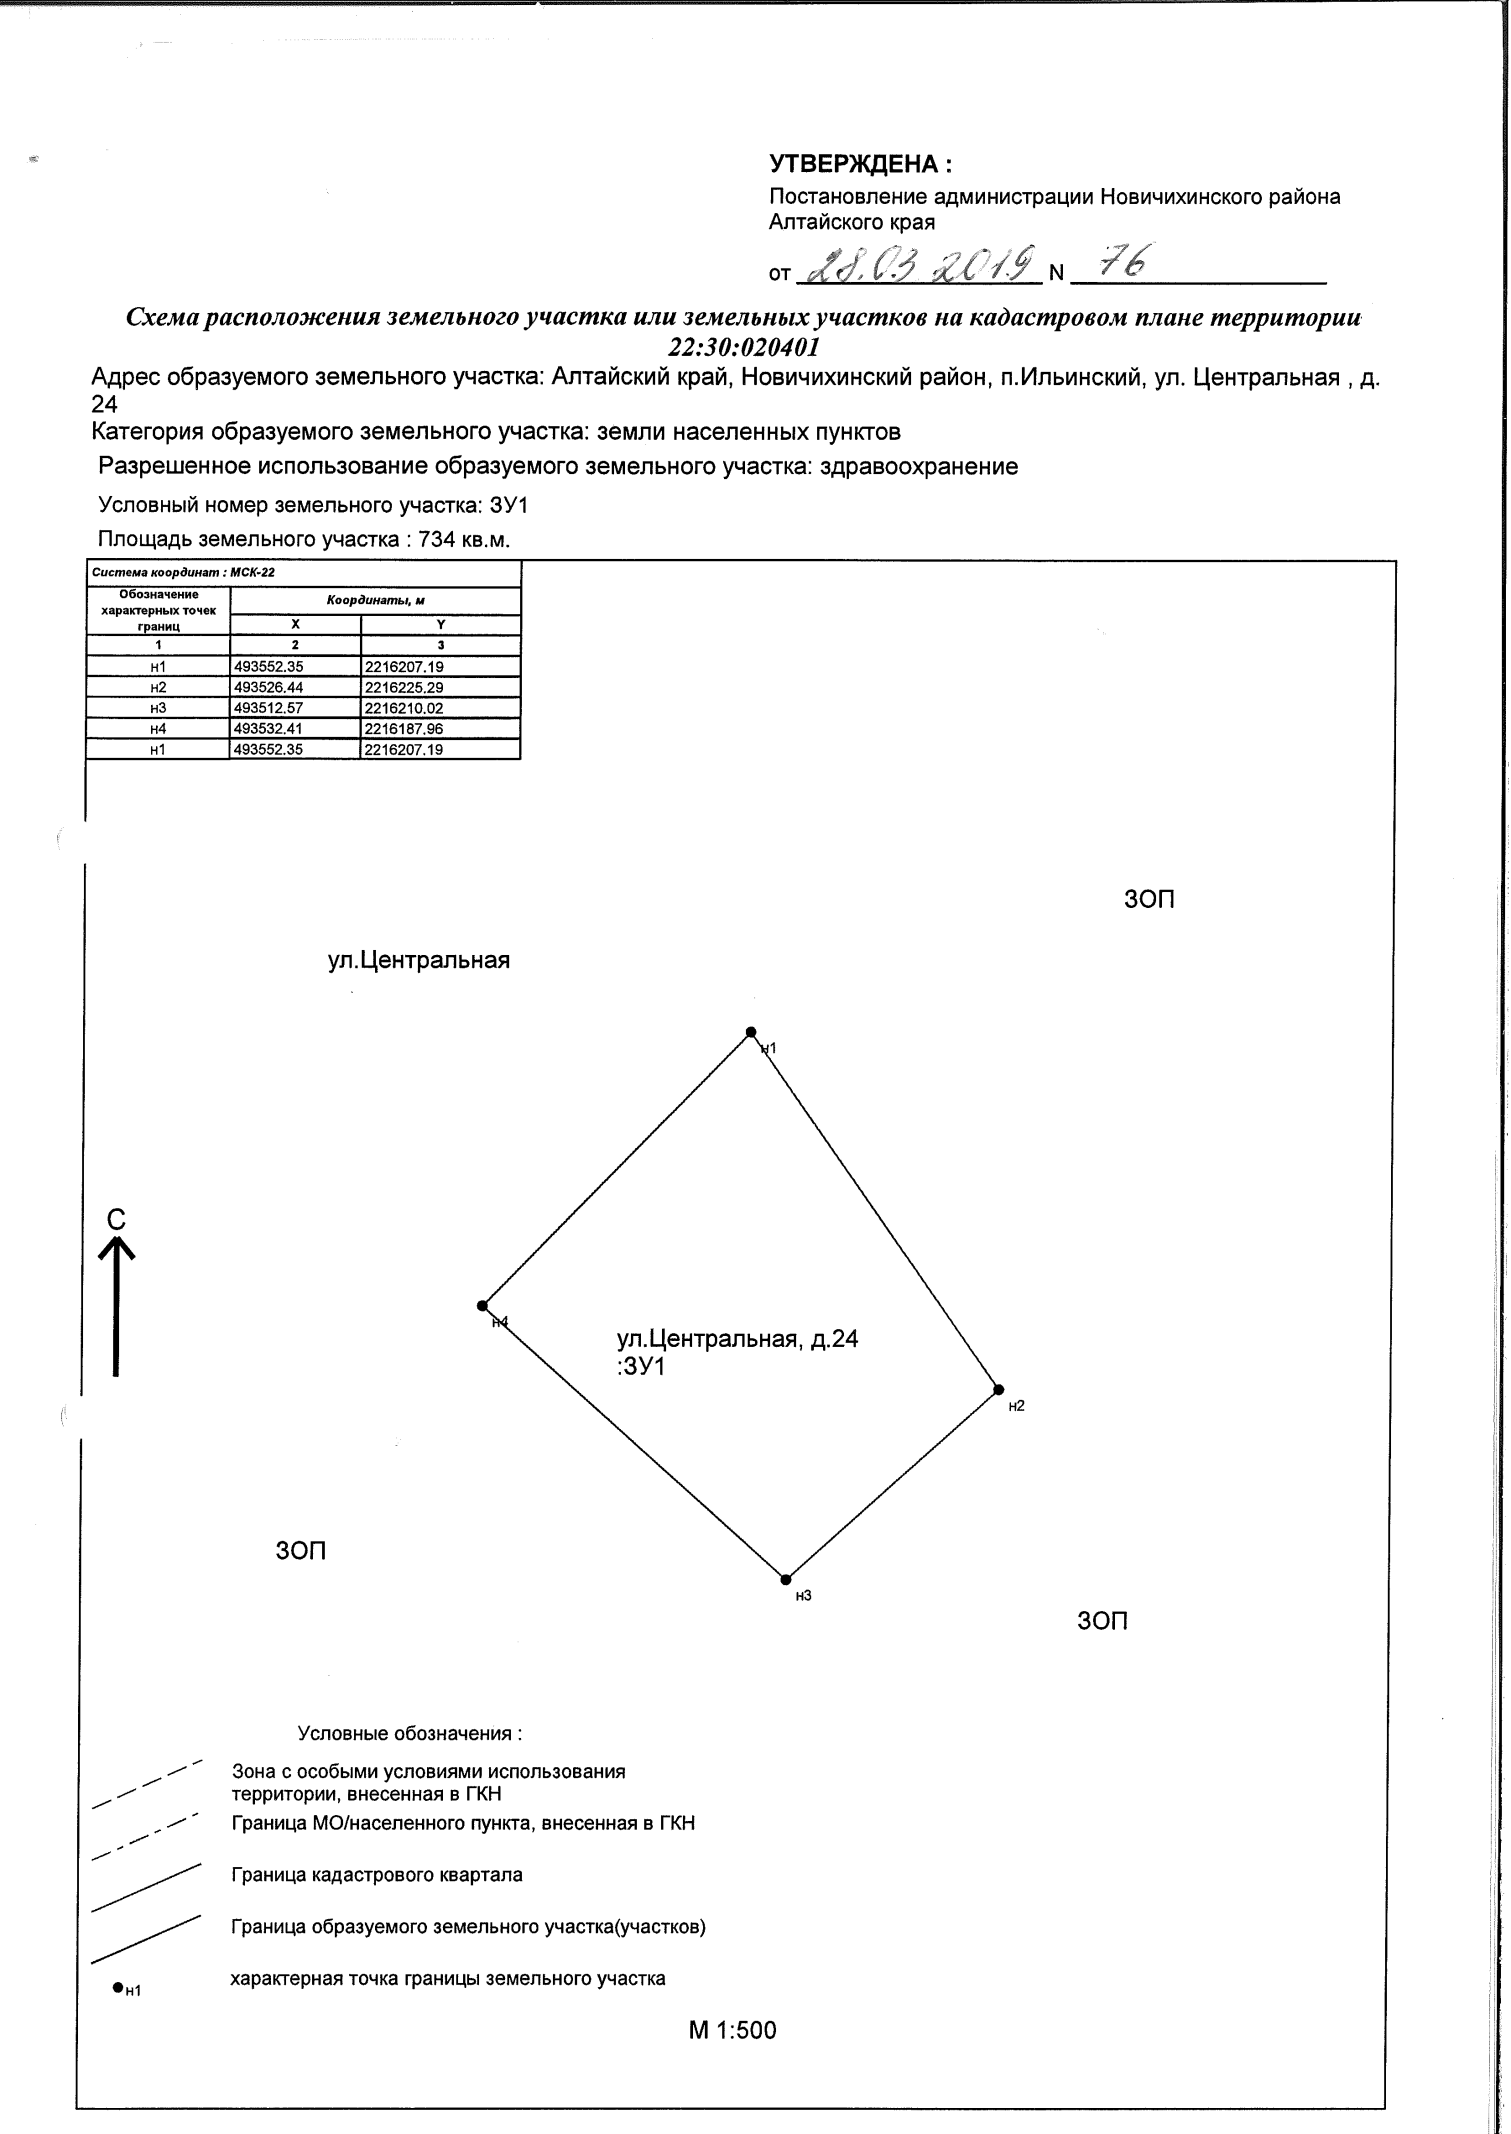 УТВЕРЖДЕНА :
Постановление администрации Новичихинского района
Алтайского края
от 28.03 2019 N 76
Схема расположения земельного участка или земельных участков на кадастровом плане территории
22:30:020401
Адрес образуемого земельного участка: Алтайский край, Новичихинский район, п.Ильинский, ул. Центральная , д.
24
Категория образуемого земельного участка: земли населенных пунктов
Разрешенное использование образуемого земельного участка: здравоохранение
Условный номер земельного участка: ЗУ1
Площадь земельного участка : 734 кв.м.
Система координат : МСК-22
Обозначение
характерных точек
границ
Координаты, м
X Y
1 2 3
н1 493552.35 2216207.19
н2 493526.44 2216225.29
н3 493512.57 2216210.02
н4 493532.41 2216187.96
н1 493552.35 2216207.19
ЗОП
ул.Центральная
н1
С
н4
ул.Центральная, д.24
:ЗУ1
н2
ЗОП
н3
ЗОП
Условные обозначения :
Зона с особыми условиями использования
территории, внесенная в ГКН
Граница МО/населенного пункта, внесенная в ГКН
Граница кадастрового квартала
Граница образуемого земельного участка(участков)
н1 характерная точка границы земельного участка
М 1:500